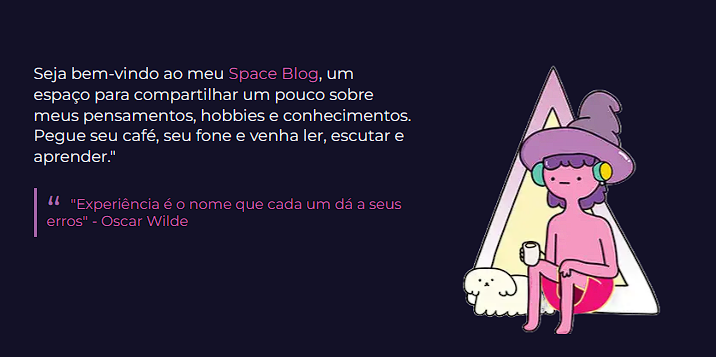 Seja bem-vindo ao meu Space Blog, um
espaço para compartilhar um pouco sobre
meus pensamentos, hobbies e conhecimentos.
Pegue seu café, seu fone e venha ler, escutar e
aprender."
“ "Experiência é o nome que cada um dá a seus
erros" - Oscar Wilde